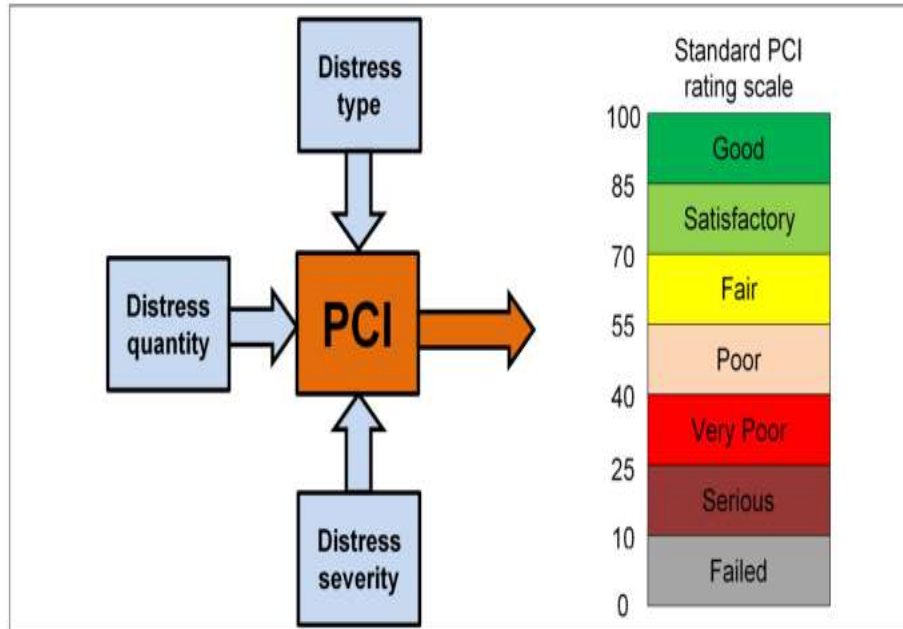 Distress
type
Distress
quantity
PCI
Distress
severity
Standard PCI
rating scale
100
Good
85
Satisfactory
70
Fair
55
Poor
40
Very Poor
25
Serious
10
Failed
0